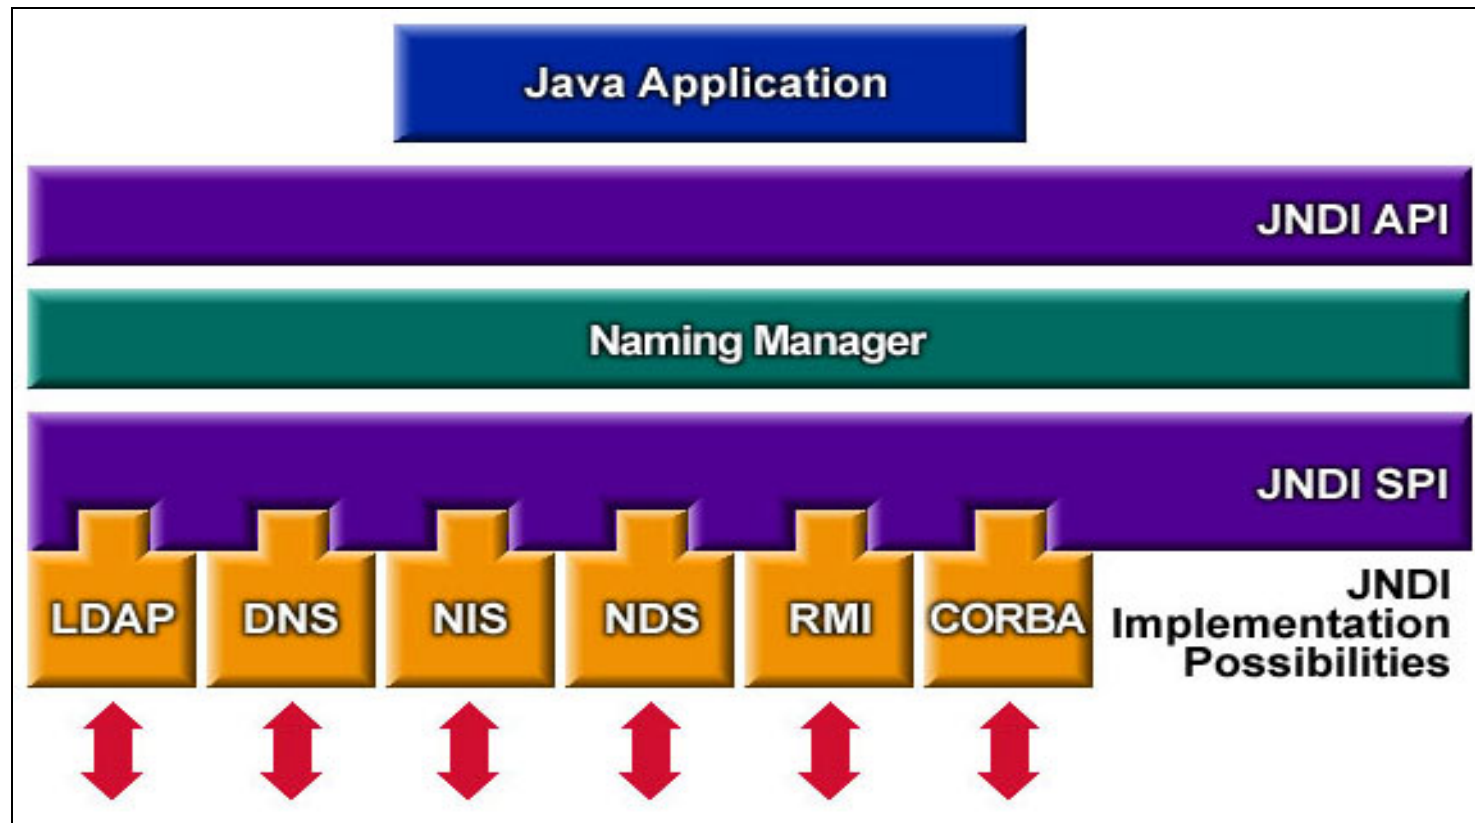 Java Application
JNDI API
Naming Manager
JNDI SPI
LDAP
DNS
NIS
NDS
RMI
CORBA
JNDI
Implementation
Possibilities